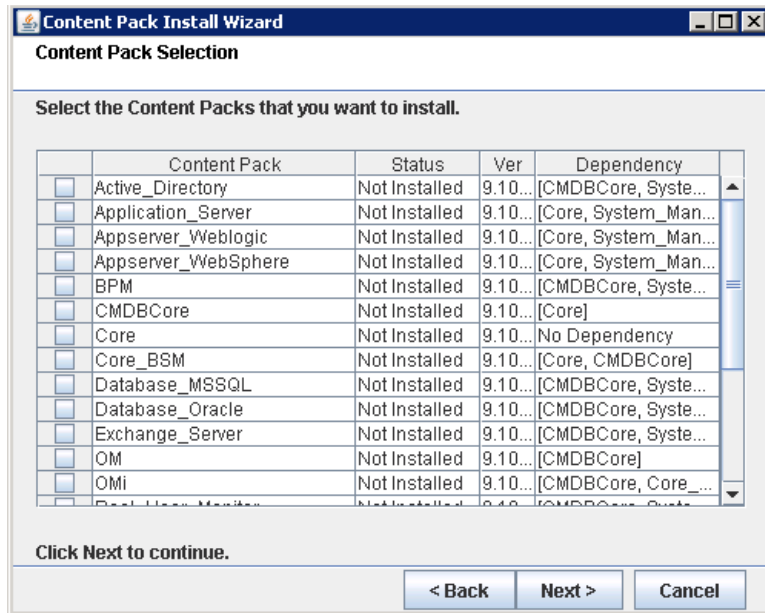 Content Pack Install Wizard
Content Pack Selection
Select the Content Packs that you want to install.
Content Pack Status Ver Dependency
Active_Directory Not Installed 9.10... [CMDBCore, Syste...
Application_Server Not Installed 9.10... [Core, System_Man...
Appserver_Weblogic Not Installed 9.10... [Core, System_Man...
Appserver_WebSphere Not Installed 9.10... [Core, System_Man...
BPM Not Installed 9.10... [CMDBCore, Syste...
CMDBCore Not Installed 9.10... [Core]
Core Not Installed 9.10... No Dependency
Core_BSM Not Installed 9.10... [Core, CMDBCore]
Database_MSSQL Not Installed 9.10... [CMDBCore, Syste...
Database_Oracle Not Installed 9.10... [CMDBCore, Syste...
Exchange_Server Not Installed 9.10... [CMDBCore, Syste...
OM Not Installed 9.10... [CMDBCore]
OMi Not Installed 9.10... [CMDBCore, Core_...
Click Next to continue.
< Back Next > Cancel